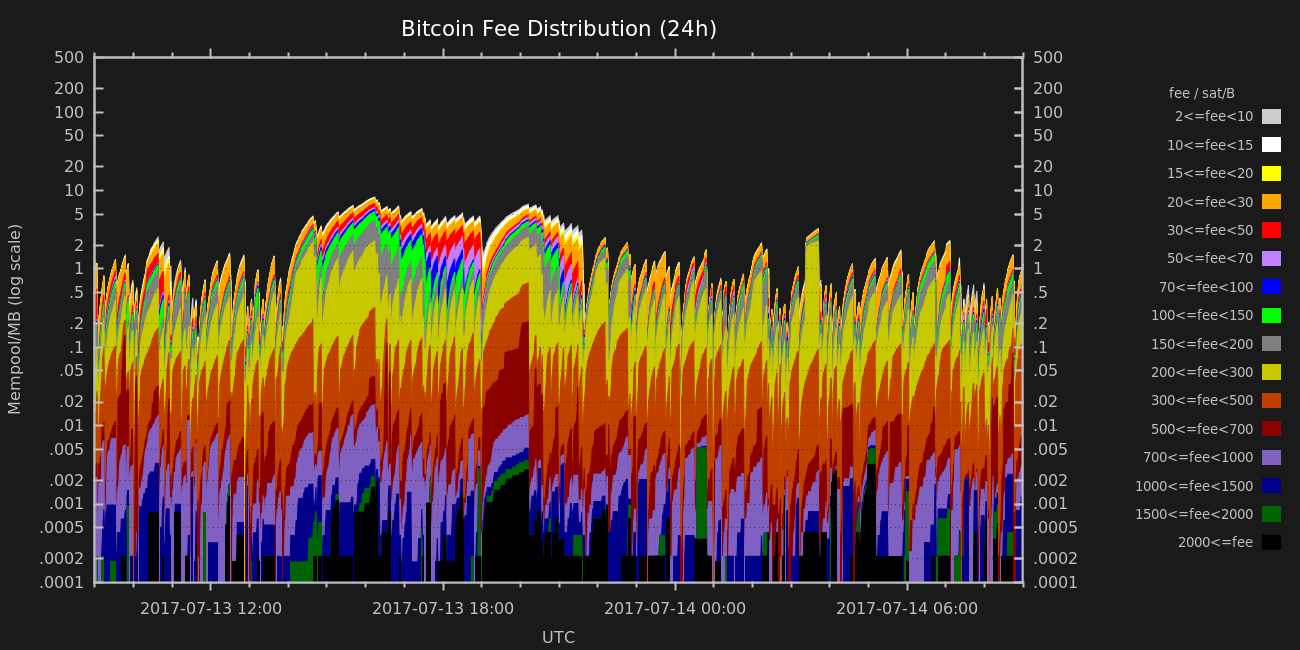 Bitcoin Fee Distribution (24h)
500
200
100
50
20
10
5
2
1
.5
.2
.1
.05
.02
.01
.005
.002
.001
.0005
.0002
.0001
Mempool/MB (log scale)
500
200
100
50
20
10
5
2
1
.5
.2
.1
.05
.02
.01
.005
.002
.001
.0005
.0002
.0001
2017-07-13 12:00
2017-07-13 18:00
2017-07-14 00:00
2017-07-14 06:00
UTC
fee / sat/B
2<=fee<10
10<=fee<15
15<=fee<20
20<=fee<30
30<=fee<50
50<=fee<70
70<=fee<100
100<=fee<150
150<=fee<200
200<=fee<300
300<=fee<500
500<=fee<700
700<=fee<1000
1000<=fee<1500
1500<=fee<2000
2000<=fee